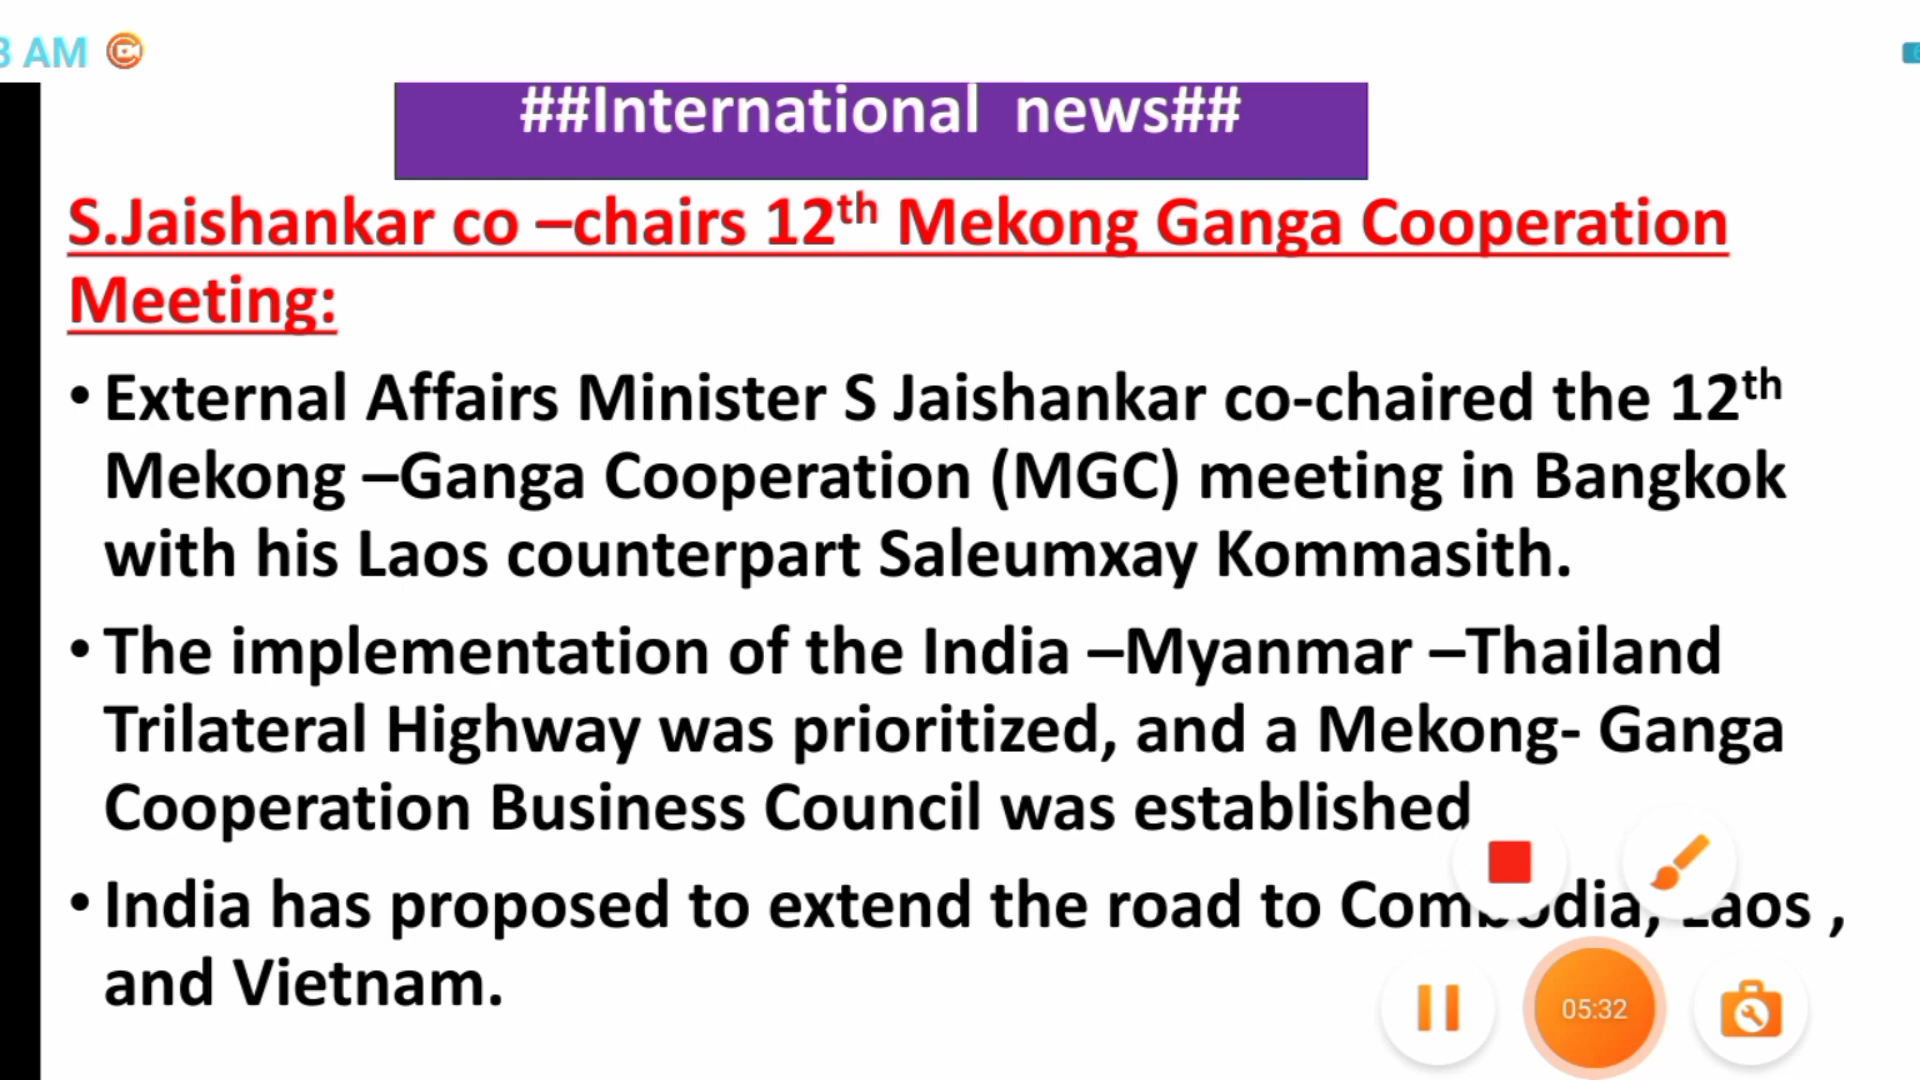 AM
##International news##
S.Jaishankar co –chairs 12th Mekong Ganga Cooperation
Meeting:
• External Affairs Minister S Jaishankar co-chaired the 12th
Mekong –Ganga Cooperation (MGC) meeting in Bangkok
with his Laos counterpart Saleumxay Kommasith.
• The implementation of the India –Myanmar –Thailand
Trilateral Highway was prioritized, and a Mekong- Ganga
Cooperation Business Council was established
• India has proposed to extend the road to Combodia, Laos ,
and Vietnam.
05:32